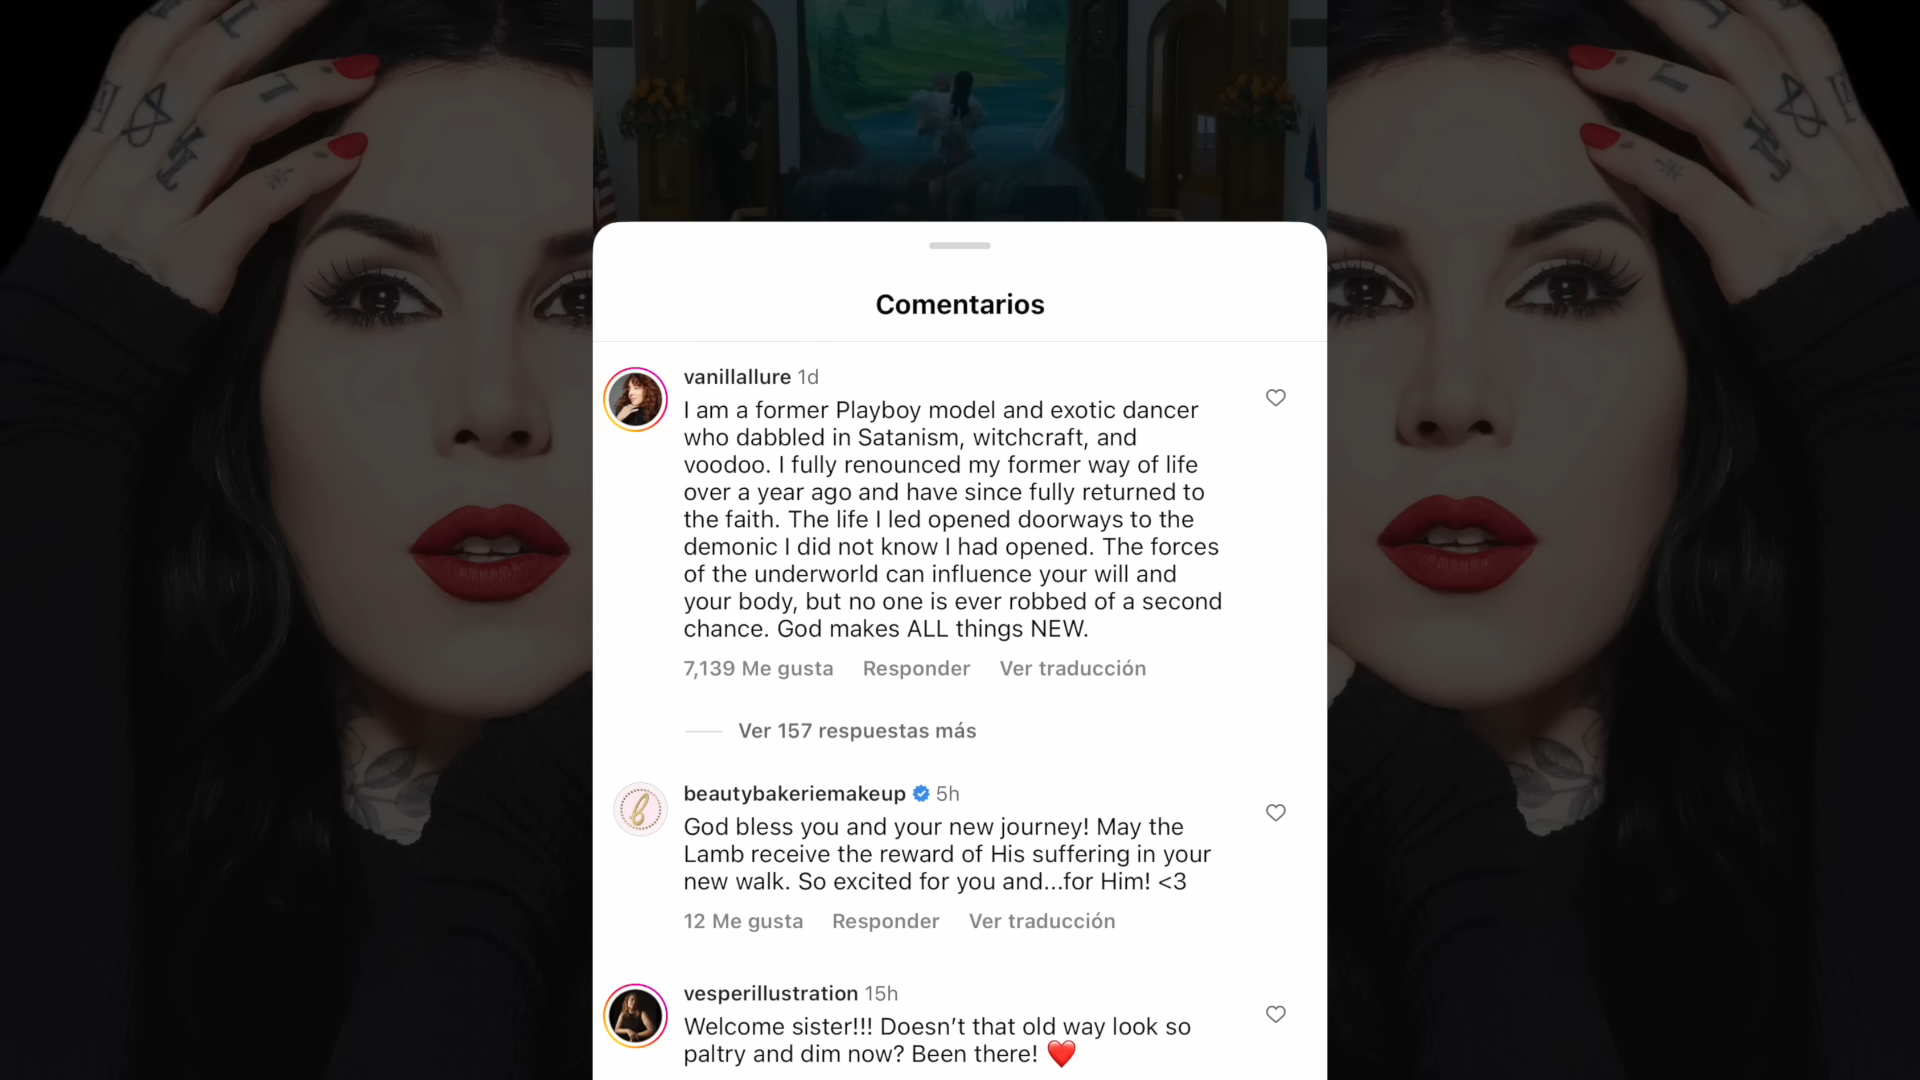 Comentarios
vanillallure 1d
I am a former Playboy model and exotic dancer
who dabbled in Satanism, witchcraft, and
voodoo. I fully renounced my former way of life
over a year ago and have since fully returned to
the faith. The life I led opened doorways to the
demonic I did not know I had opened. The forces
of the underworld can influence your will and
your body, but no one is ever robbed of a second
chance. God makes ALL things NEW.
7,139 Me gusta Responder Ver traducción
Ver 157 respuestas más
beautybakeriemakeup 5h
God bless you and your new journey! May the
Lamb receive the reward of His suffering in your
new walk. So excited for you and...for Him! <3
12 Me gusta Responder Ver traducción
vesperillustration 15h
Welcome sister!!! Doesn’t that old way look so
paltry and dim now? Been there! ❤️